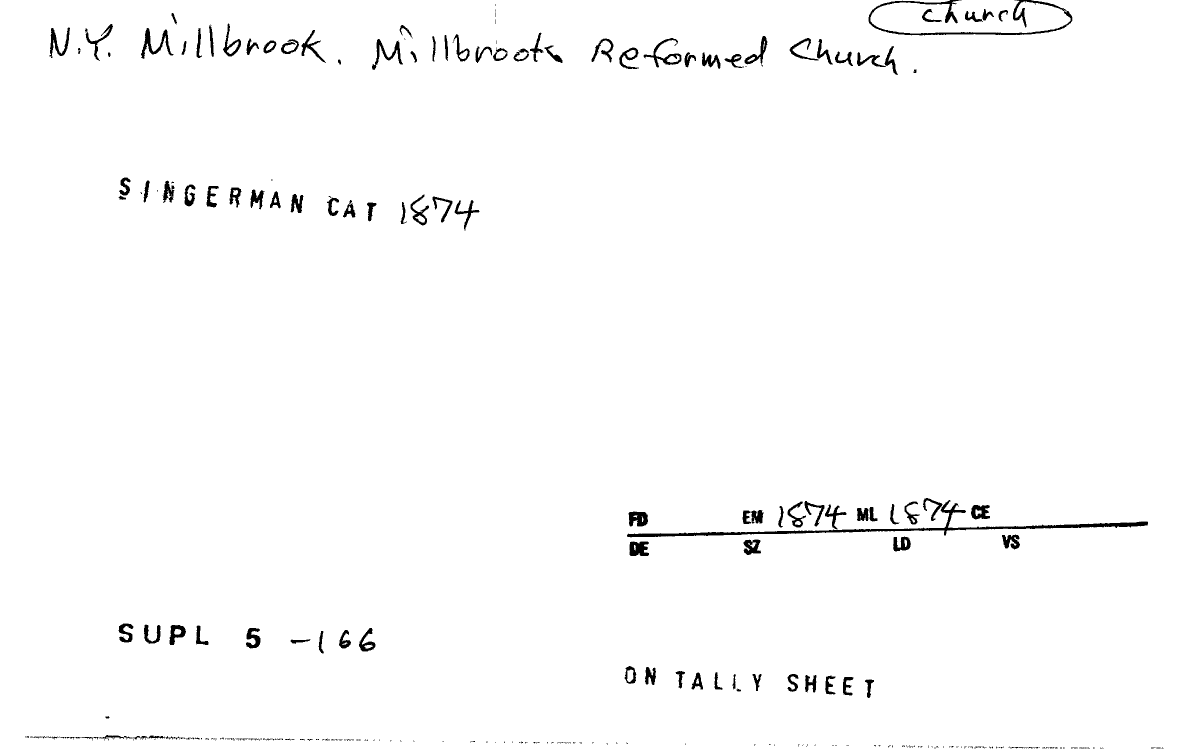 church
N.Y. Millbrook. Millbrook Reformed Church.
SINGERMAN CAT 1874
FD EM 1874 ML 1874 CE
DE SZ LD VS
SUPL 5 -166
ON TALLY SHEET